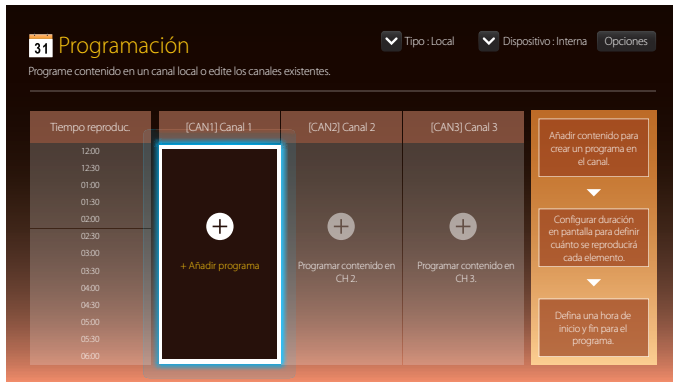 31 Programación
Tipo : Local
Dispositivo : Interna
Opciones
Programe contenido en un canal local o edite los canales existentes.
Tiempo reproduc.
[CAN1] Canal 1
[CAN2] Canal 2
[CAN3] Canal 3
12:00
12:30
01:00
01:30
02:00
02:30
03:00
03:30
04:00
04:30
05:00
05:30
06:00
+ Añadir programa
Programar contenido en
CH 2.
Programar contenido en
CH 3.
Añadir contenido para
crear un programa en
el canal.
Configurar duración
en pantalla para definir
cuánto se reproducirá
cada elemento.
Defina una hora de
inicio y fin para el
programa.